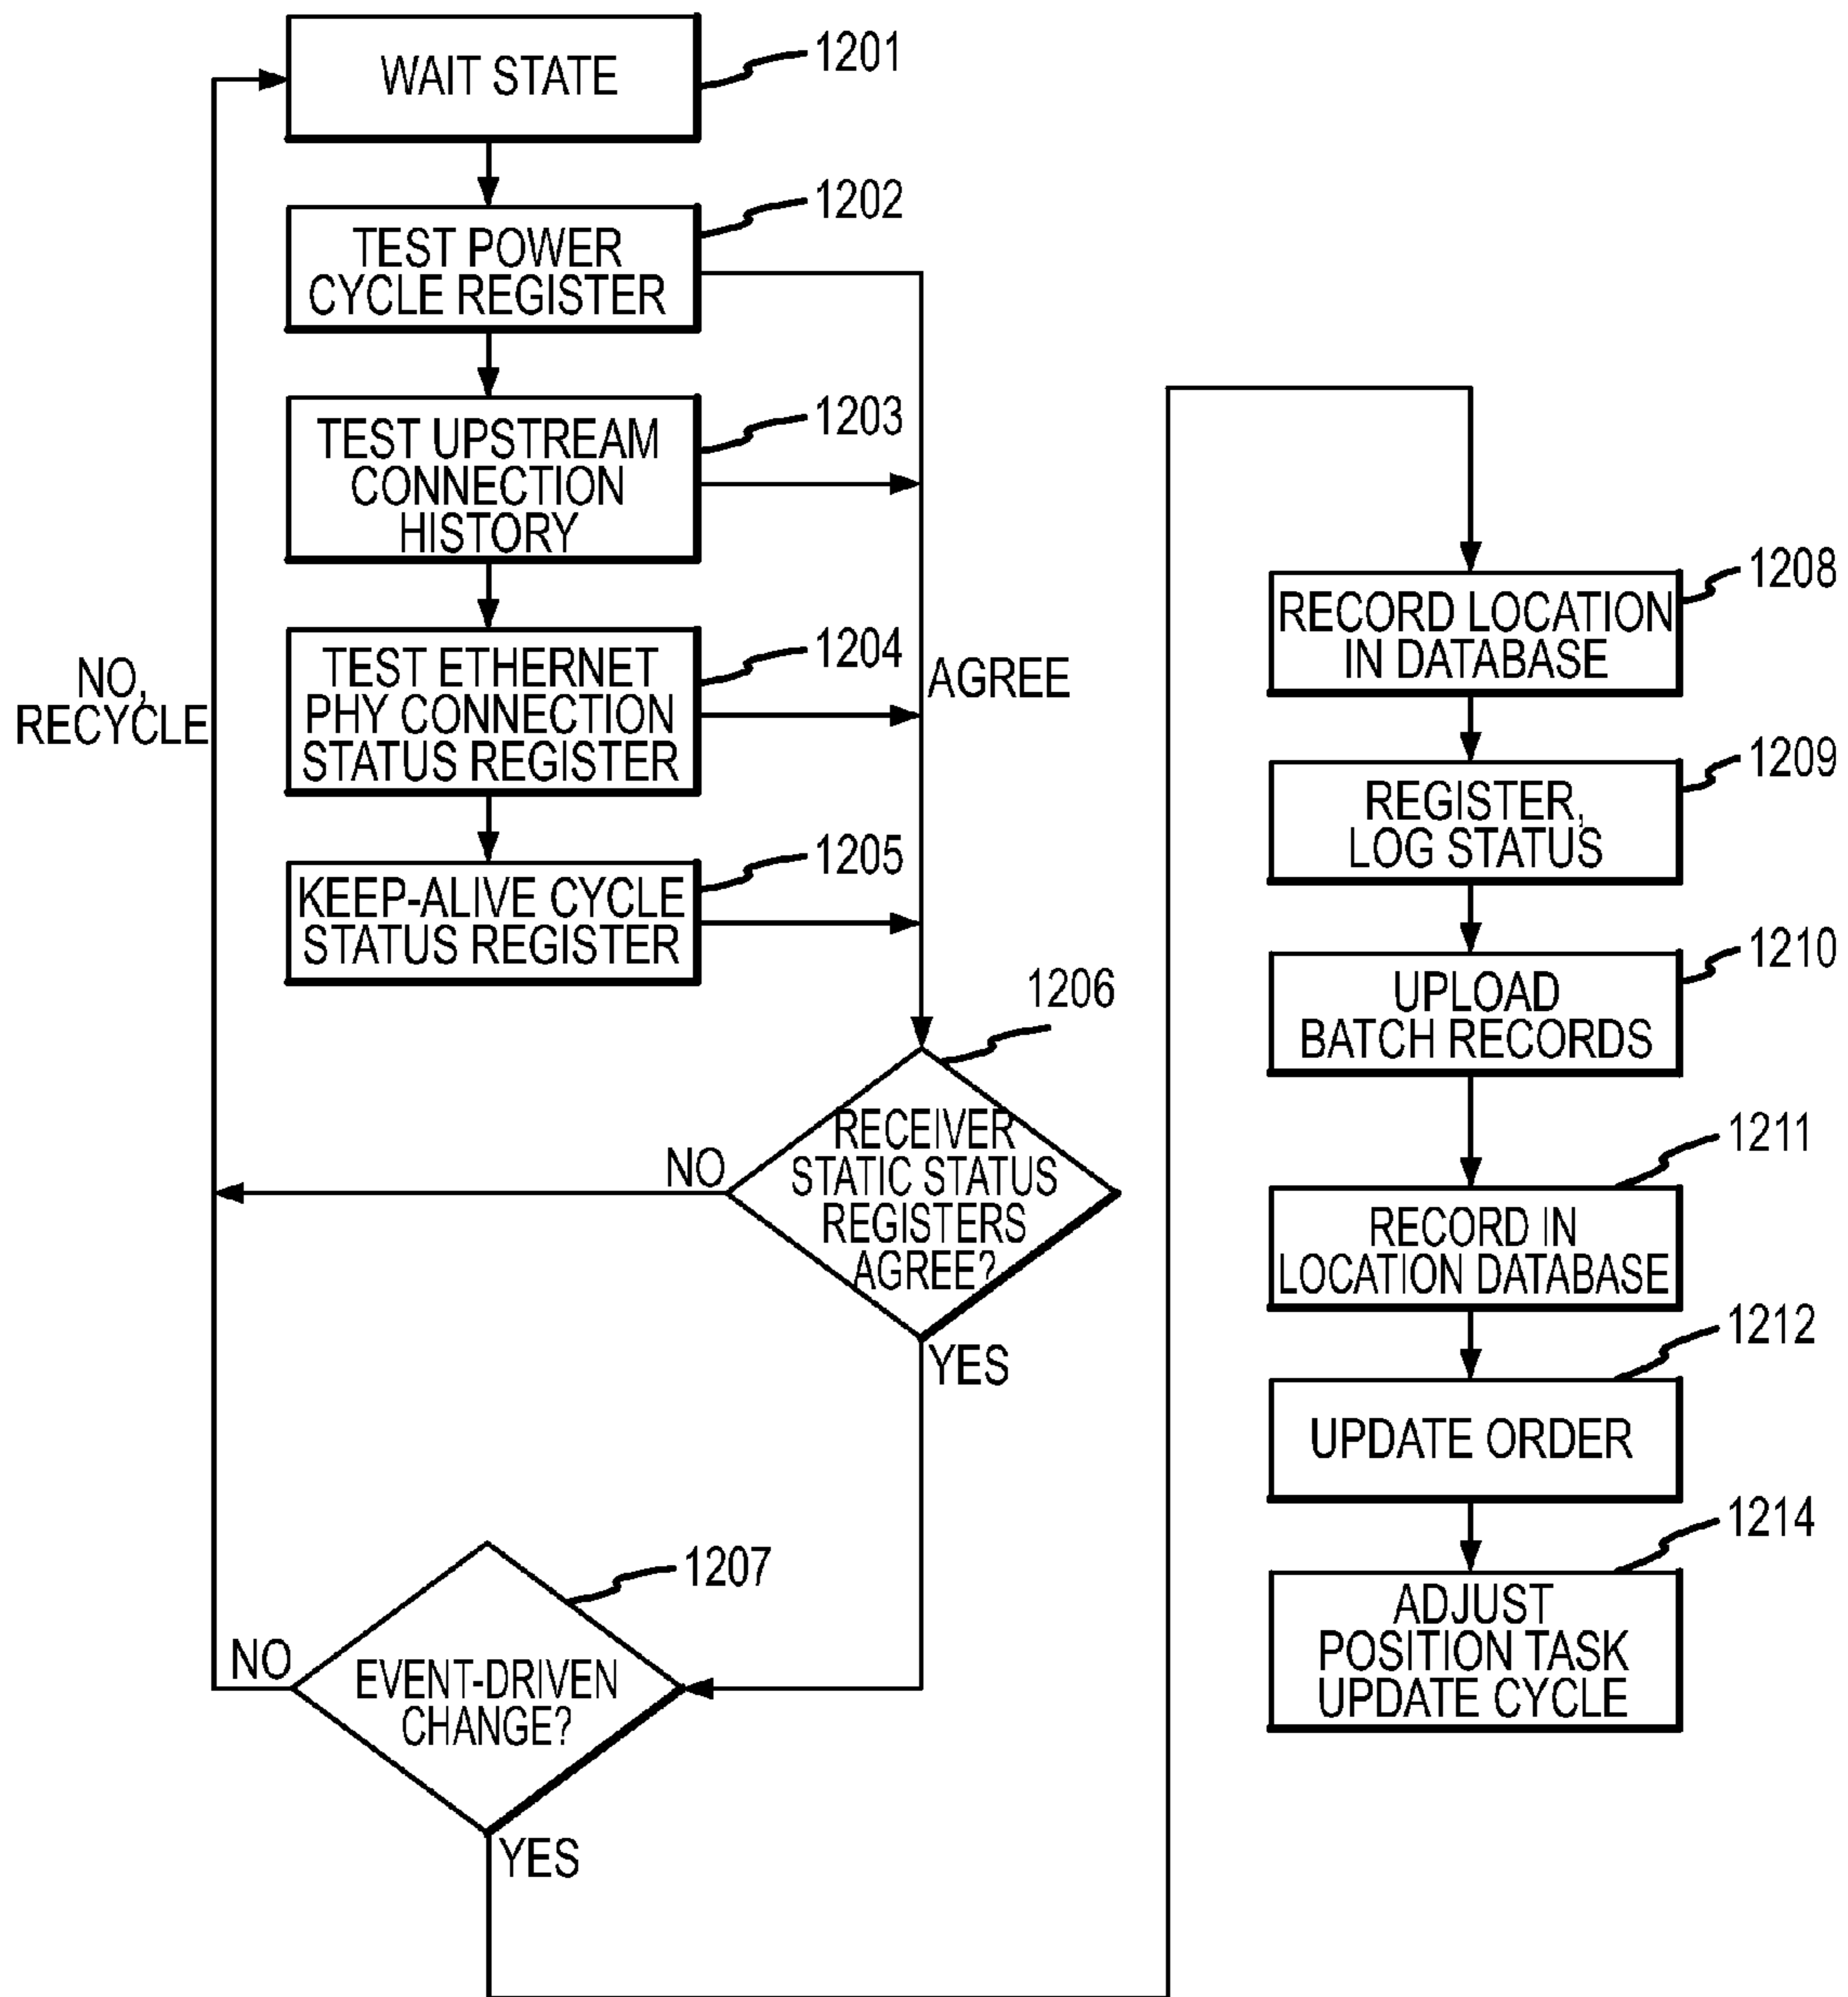 WAIT STATE
1201
TEST POWER
CYCLE REGISTER
1202
TEST UPSTREAM
CONNECTION
HISTORY
1203
TEST ETHERNET
PHY CONNECTION
STATUS REGISTER
1204
KEEP-ALIVE CYCLE
STATUS REGISTER
1205
AGREE
NO,
RECYCLE
1206
RECEIVER
STATIC STATUS
REGISTERS
AGREE?
NO
YES
1207
EVENT-DRIVEN
CHANGE?
NO
YES
1208
RECORD LOCATION
IN DATABASE
1209
REGISTER,
LOG STATUS
1210
UPLOAD
BATCH RECORDS
1211
RECORD IN
LOCATION DATABASE
1212
UPDATE ORDER
1214
ADJUST
POSITION TASK
UPDATE CYCLE